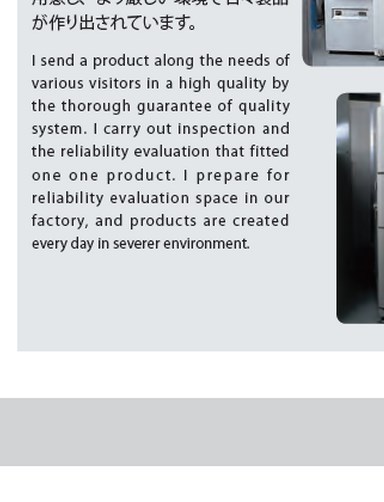 が作り出されています。
I send a product along the needs of
various visitors in a high quality by
the thorough guarantee of quality
system. I carry out inspection and
the reliability evaluation that fitted
one one product. I prepare for
reliability evaluation space in our
factory, and products are created
every day in severer environment.